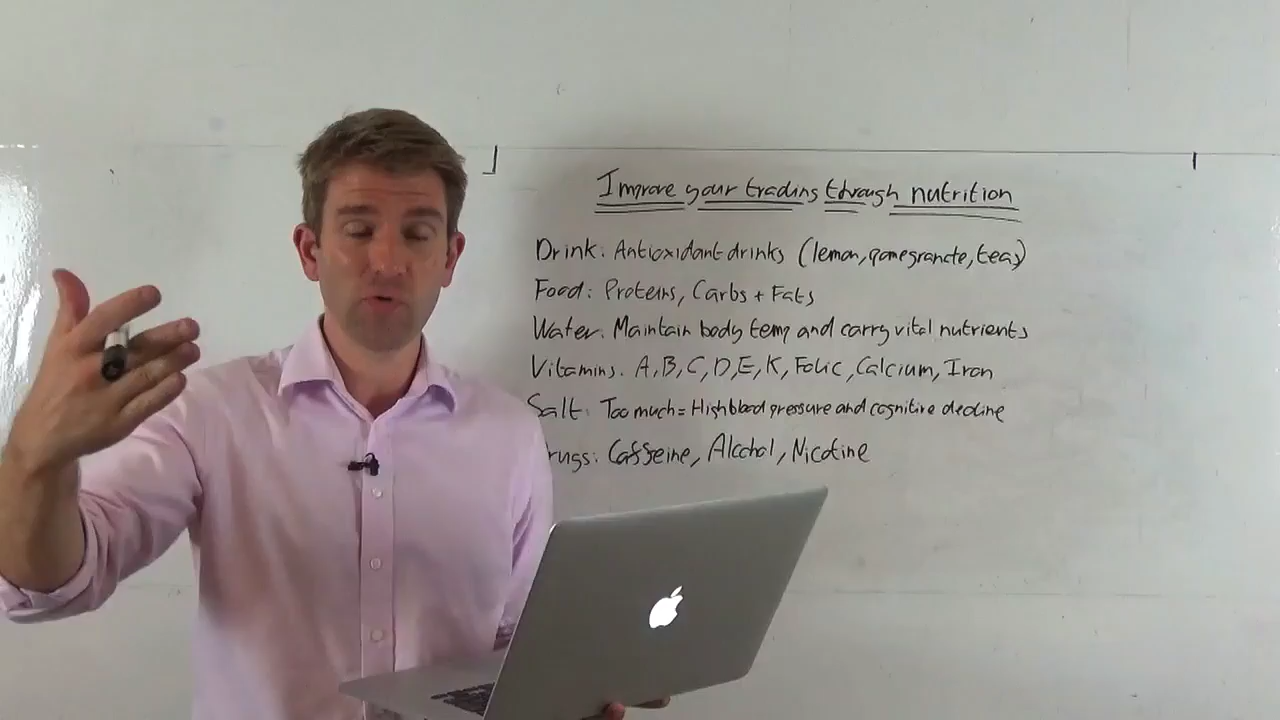 Improve your trading through nutrition
Drink: Antioxidant drinks (lemon, pomegranate, teas)
Food: Proteins, Carbs + Fats
Water: Maintain body temp and carry vital nutrients
Vitamins: A, B, C, D, E, K, Folic, Calcium, Iron
Salt: Too much = High blood pressure and cognitive decline
rugs: Caffeine, Alcohol, Nicotine